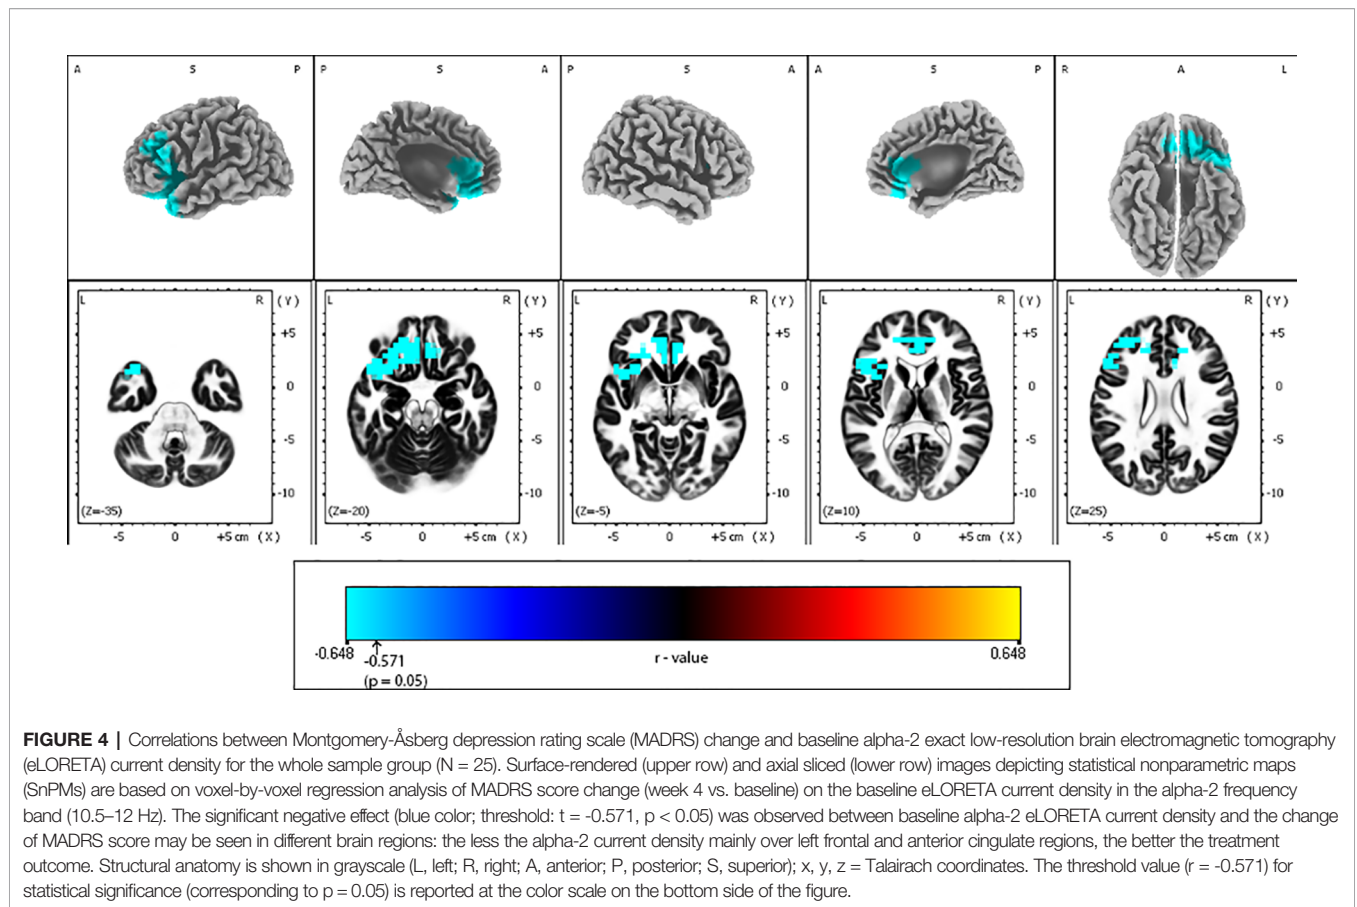 A S P P S A P S A A S P R A L
L R (Y) L R (Y) L R (Y) L R (Y) L R (Y)
+5 +5 +5 +5 +5
0 0 0 0 0
-5 -5 -5 -5 -5
-10 -10 -10 -10 -10
(Z=-35) (Z=-20) (Z=-5) (Z=10) (Z=25)
-5 0 +5 cm (X) -5 0 +5 cm (X) -5 0 +5 cm (X) -5 0 +5 cm (X) -5 0 +5 cm (X)
-0.648 -0.571 r - value 0.648
(p = 0.05)
FIGURE 4 | Correlations between Montgomery-Åsberg depression rating scale (MADRS) change and baseline alpha-2 exact low-resolution brain electromagnetic tomography
(eLORETA) current density for the whole sample group (N = 25). Surface-rendered (upper row) and axial sliced (lower row) images depicting statistical nonparametric maps
(SnPMs) are based on voxel-by-voxel regression analysis of MADRS score change (week 4 vs. baseline) on the baseline eLORETA current density in the alpha-2 frequency
band (10.5–12 Hz). The significant negative effect (blue color; threshold: t = -0.571, p < 0.05) was observed between baseline alpha-2 eLORETA current density and the change
of MADRS score may be seen in different brain regions: the less the alpha-2 current density mainly over left frontal and anterior cingulate regions, the better the treatment
outcome. Structural anatomy is shown in grayscale (L, left; R, right; A, anterior; P, posterior; S, superior); x, y, z = Talairach coordinates. The threshold value (r = -0.571) for
statistical significance (corresponding to p = 0.05) is reported at the color scale on the bottom side of the figure.